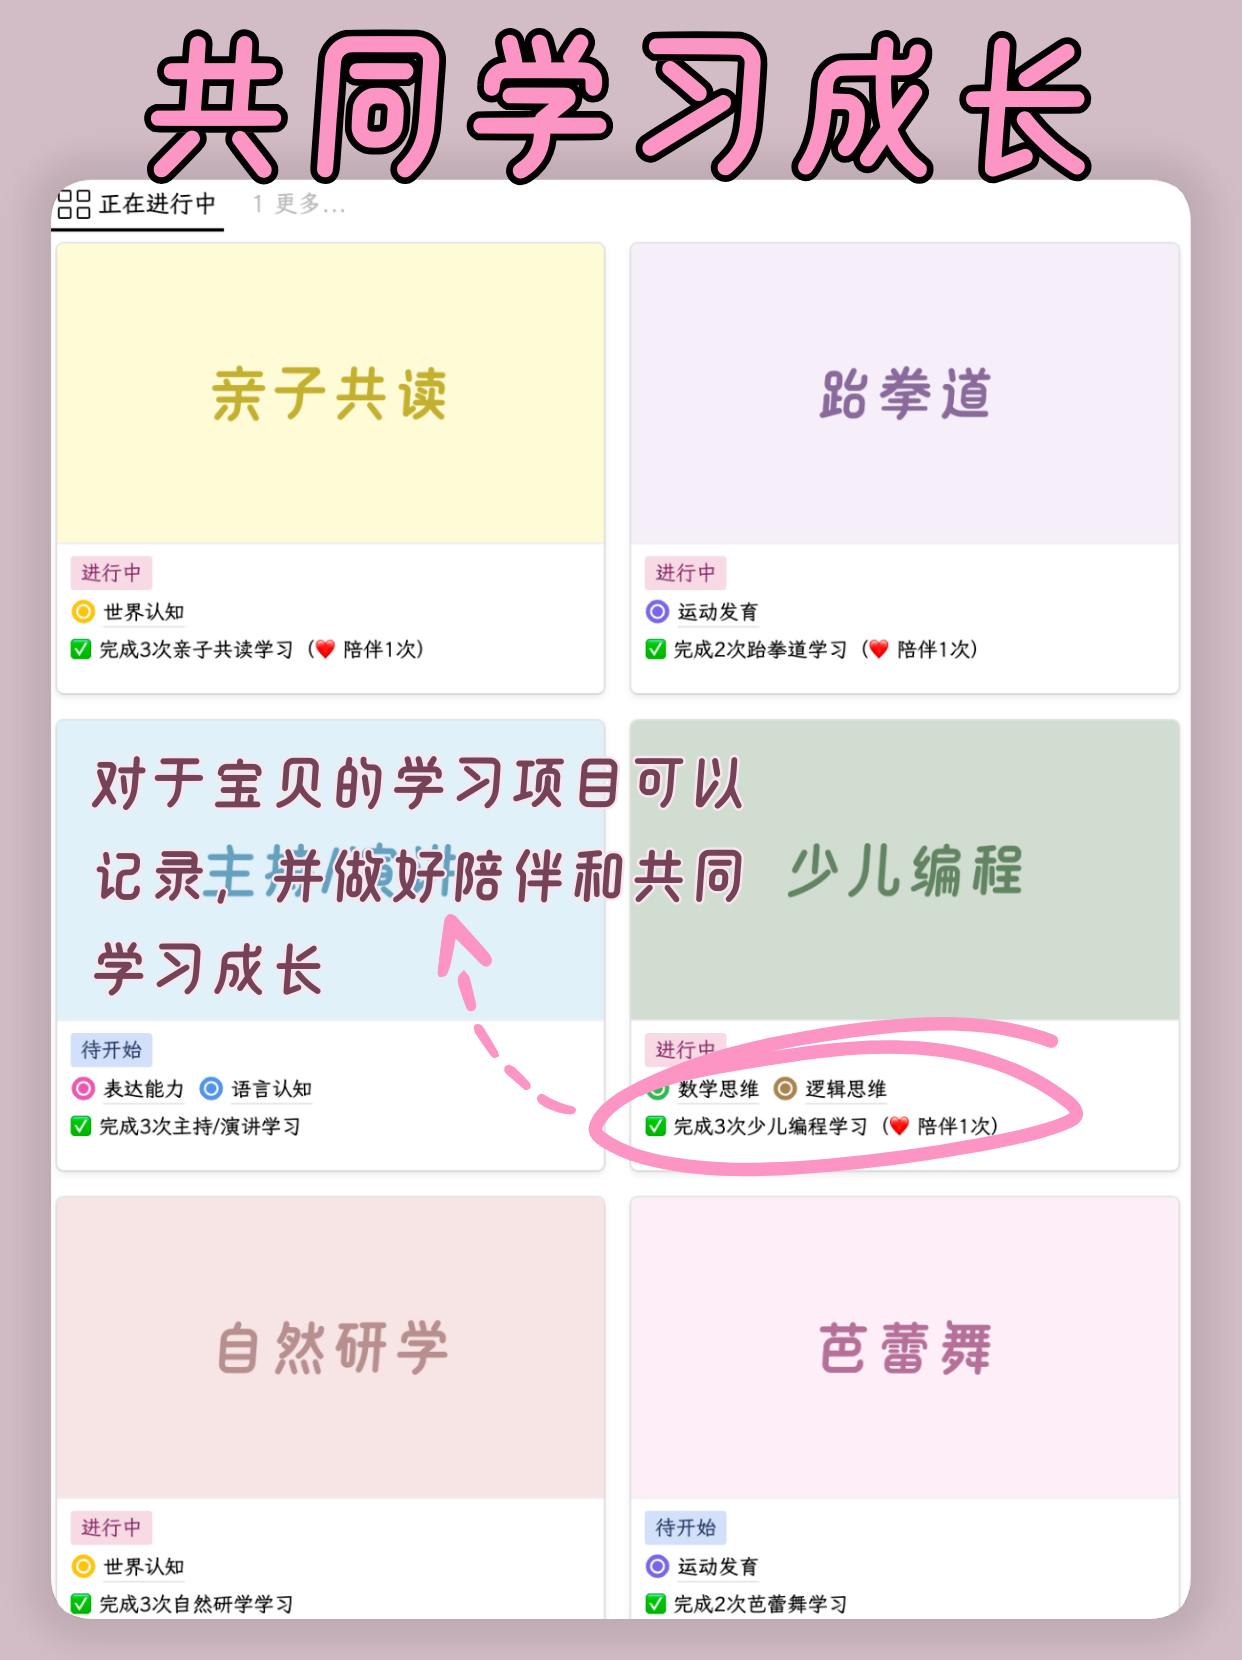 共同学习成长
正在进行中 1 更多...
亲子共读
进行中
世界认知
✅ 完成3次亲子共读学习（❤️ 陪伴1次）
跆拳道
进行中
运动发育
✅ 完成2次跆拳道学习（❤️ 陪伴1次）
对于宝贝的学习项目可以
记录，并做好陪伴和共同
学习成长
主持/演讲
待开始
表达能力 语言认知
✅ 完成3次主持/演讲学习
少儿编程
进行中
数学思维 逻辑思维
✅ 完成3次少儿编程学习（❤️ 陪伴1次）
自然研学
进行中
世界认知
✅ 完成3次自然研学学习
芭蕾舞
待开始
运动发育
✅ 完成2次芭蕾舞学习